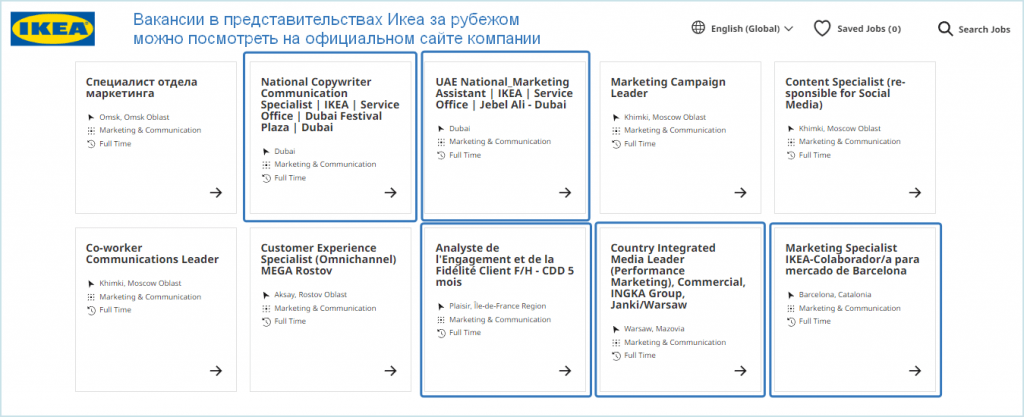 IKEA
Вакансии в представительствах Икеа за рубежом
можно посмотреть на официальном сайте компании
English (Global)
Saved Jobs (0)
Search Jobs
Специалист отдела
маркетинга
Omsk, Omsk Oblast
Marketing & Communication
Full Time
National Copywriter
Communication
Specialist | IKEA | Service
Office | Dubai Festival
Plaza | Dubai
Dubai
Marketing & Communication
Full Time
UAE National_Marketing
Assistant | IKEA | Service
Office | Jebel Ali - Dubai
Dubai
Marketing & Communication
Full Time
Marketing Campaign
Leader
Khimki, Moscow Oblast
Marketing & Communication
Full Time
Content Specialist (re-
sponsible for Social
Media)
Khimki, Moscow Oblast
Marketing & Communication
Full Time
Co-worker
Communications Leader
Khimki, Moscow Oblast
Marketing & Communication
Full Time
Customer Experience
Specialist (Omnichannel)
MEGA Rostov
Aksay, Rostov Oblast
Marketing & Communication
Full Time
Analyste de
l'Engagement et de la
Fidélité Client F/H - CDD 5
mois
Plaisir, Île-de-France Region
Marketing & Communication
Full Time
Country Integrated
Media Leader
(Performance
Marketing), Commercial,
INGKA Group,
Janki/Warsaw
Warsaw, Mazovia
Marketing & Communication
Full Time
Marketing Specialist
IKEA-Colaborador/a para
mercado de Barcelona
Barcelona, Catalonia
Marketing & Communication
Full Time